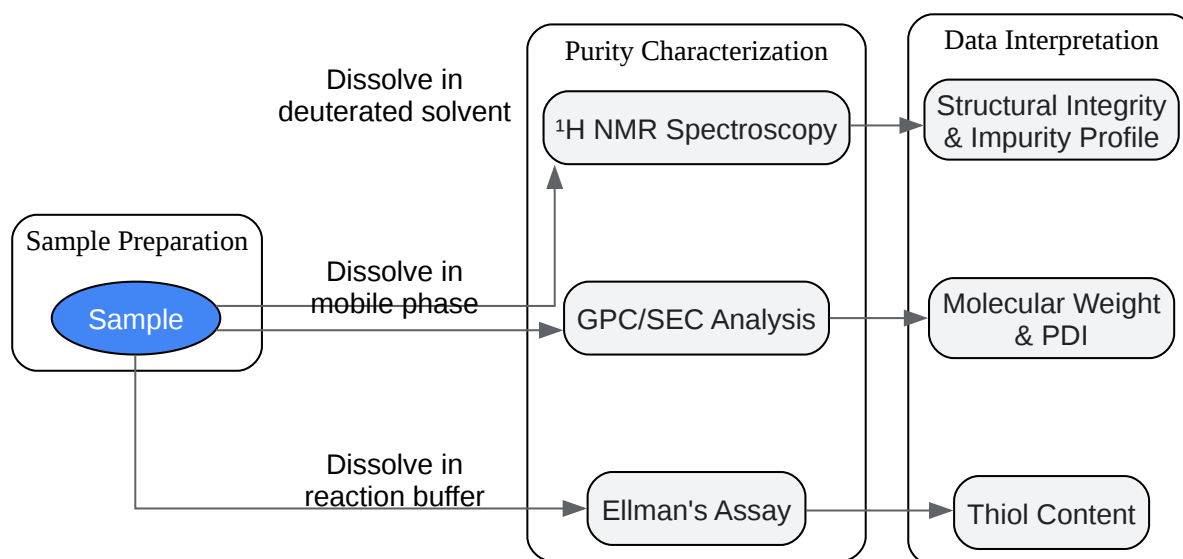 Sample Preparation
Sample
Dissolve in
deuterated solvent
Dissolve in
mobile phase
Dissolve in
reaction buffer
Purity Characterization
¹H NMR Spectroscopy
GPC/SEC Analysis
Ellman's Assay
Data Interpretation
Structural Integrity
& Impurity Profile
Molecular Weight
& PDI
Thiol Content